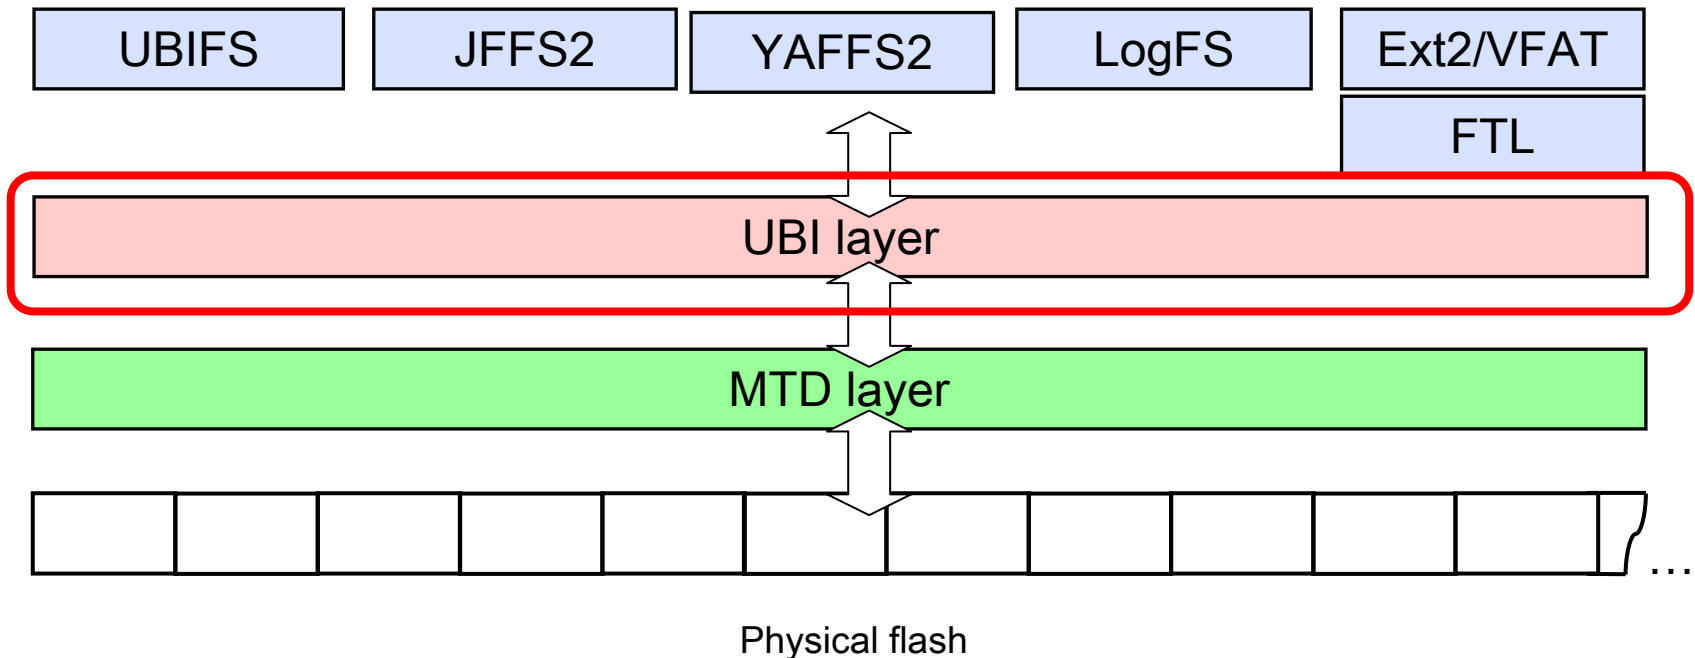 UBIFS
JFFS2
YAFFS2
LogFS
Ext2/VFAT
FTL
UBI layer
MTD layer
...
Physical flash